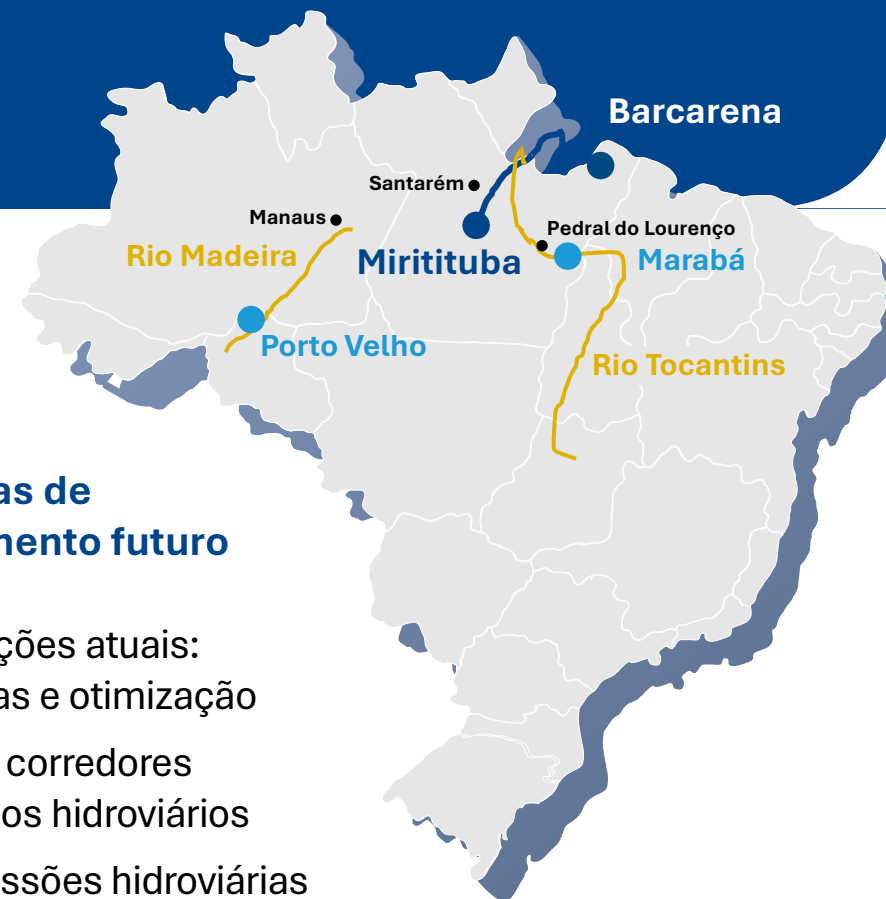 Barcarena
Santarém
Manaus
Pedral do Lourenço
Rio Madeira
Miritituba
Marabá
Porto Velho
Rio Tocantins
as de
mento futuro
ções atuais:
as e otimização
corredores
os hidroviários
ssões hidroviárias